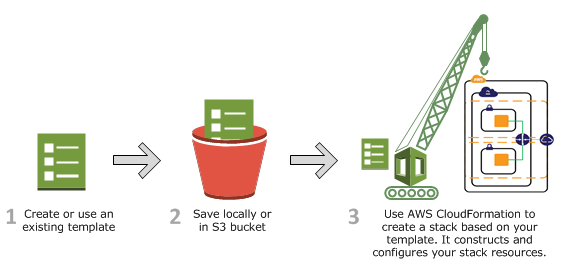 1 Create or use an
existing template
2 Save locally or
in S3 bucket
3 Use AWS CloudFormation to
create a stack based on your
template. It constructs and
configures your stack resources.
AWS